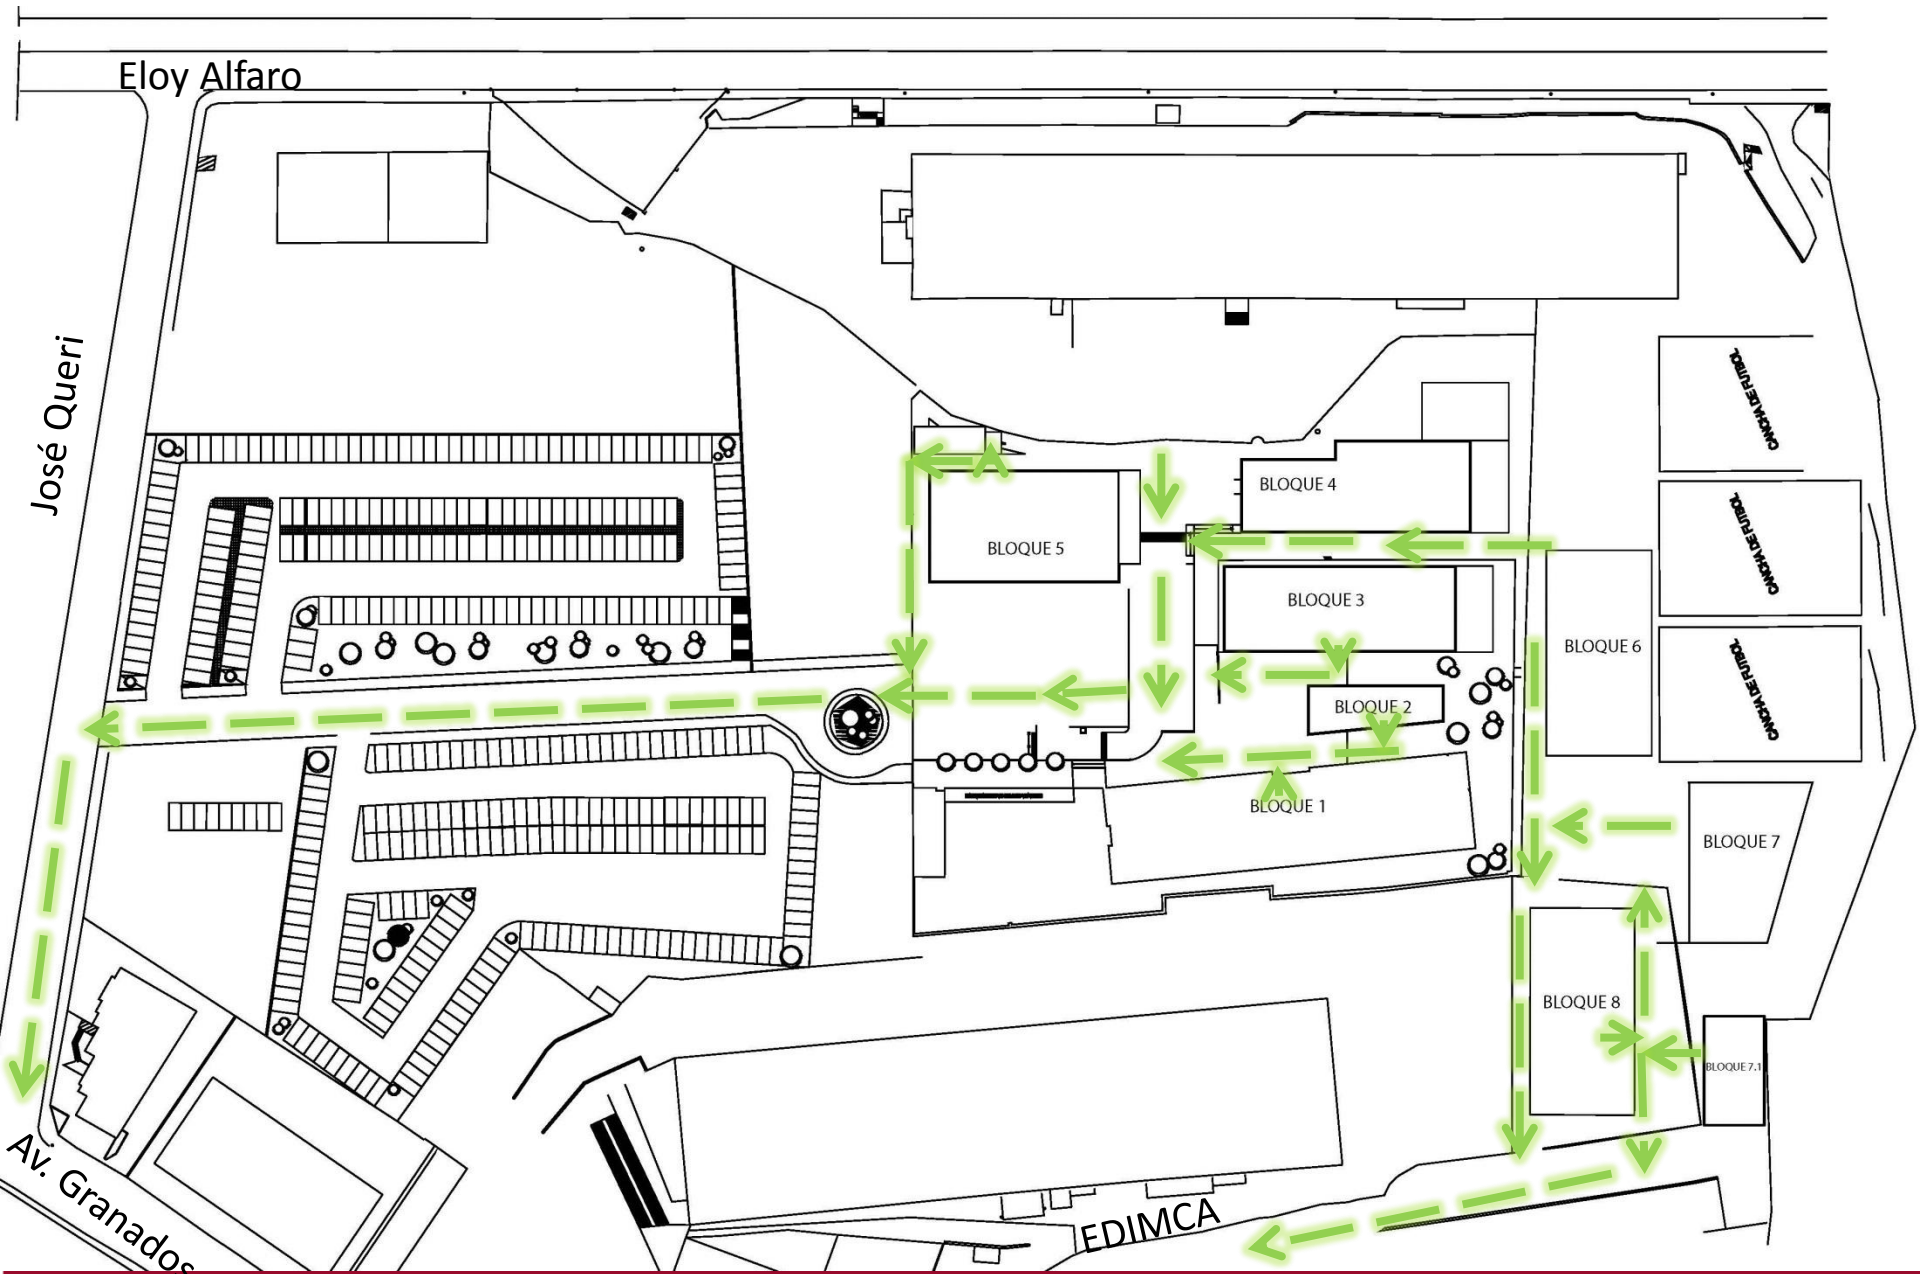 Eloy Alfaro
José Queri
CANCHA DE FUTBOL
BLOQUE 4
BLOQUE 5
CANCHA DE FUTBOL
BLOQUE 3
BLOQUE 6
CANCHA DE FUTBOL
BLOQUE 2
BLOQUE 1
BLOQUE 7
BLOQUE 8
BLOQUE 7.1
Av. Granados
EDIMCA